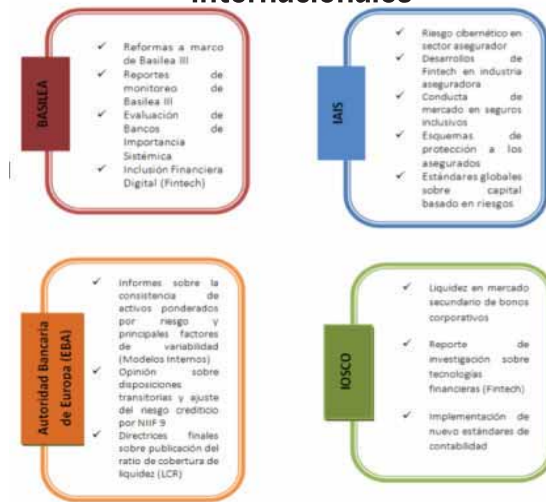 Internacionales
BASILEA
✓ Reformas a marco
de Basilea III
✓ Reportes de
monitoreo de
Basilea III
✓ Evaluación de
Bancos de
Importancia
Sistémica
✓ Inclusión Financiera
Digital (Fintech)
IAIS
✓ Riesgo cibernético en
sector asegurador
✓ Desarrollos de
Fintech en industria
aseguradora
✓ Conducta de
mercado en seguros
inclusivos
✓ Esquemas de
protección a los
asegurados
✓ Estándares globales
sobre capital
basado en riesgos
Autoridad Bancaria
de Europa (EBA)
✓ Informes sobre la
consistencia de
activos ponderados
por riesgo y
principales factores
de variabilidad
(Modelos Internos)
✓ Opinión sobre
disposiciones
transitorias y ajuste
del riesgo crediticio
por NIIF 9
✓ Directrices finales
sobre publicación del
ratio de cobertura de
liquidez (LCR)
IOSCO
✓ Liquidez en mercado
secundario de bonos
corporativos
✓ Reporte de
investigación sobre
tecnologías
financieras (Fintech)
✓ Implementación de
nuevo estándares de
contabilidad